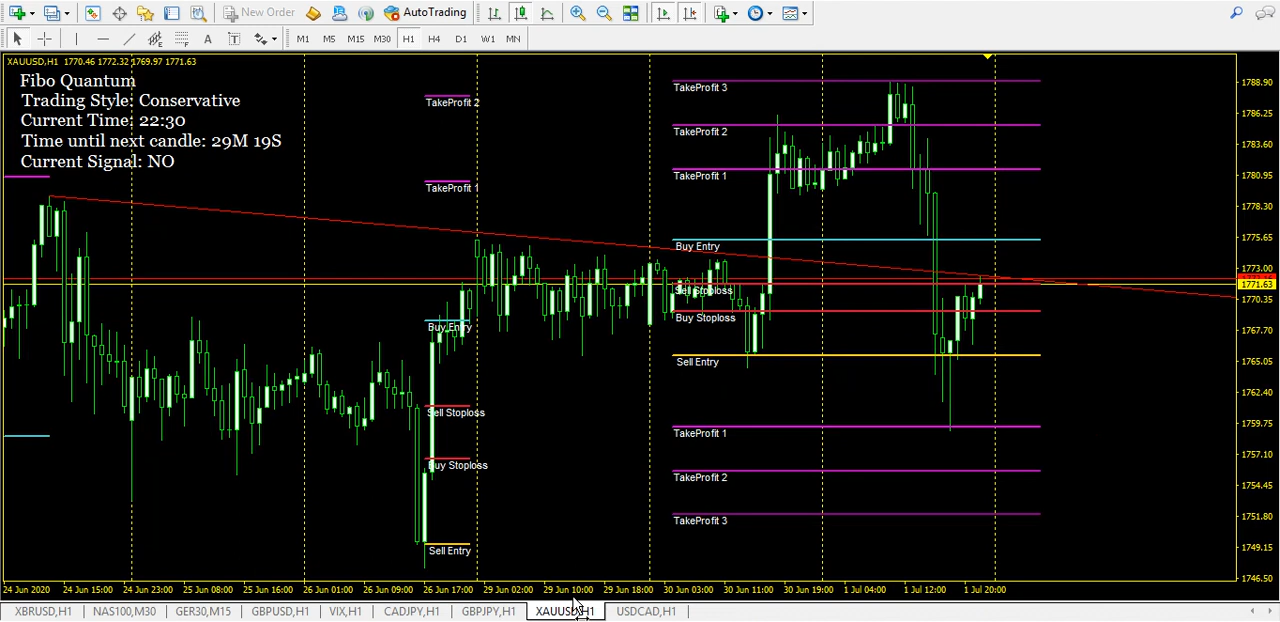 New Order
AutoTrading
A
T
M1
M5
M15
M30
H1
H4
D1
W1
MN
XAUUSD,H1 1770.46 1772.32 1769.97 1771.63
Fibo Quantum
Trading Style: Conservative
Current Time: 22:30
Time until next candle: 29M 19S
Current Signal: NO
TakeProfit 2
TakeProfit 1
Buy Entry
Sell Stoploss
Buy Stoploss
Sell Entry
TakeProfit 3
TakeProfit 2
TakeProfit 1
Buy Entry
Sell Stoploss
Buy Stoploss
Sell Entry
TakeProfit 1
TakeProfit 2
TakeProfit 3
1788.90
1786.25
1783.60
1780.95
1778.30
1775.65
1773.00
1771.63
1770.35
1767.70
1765.05
1762.40
1759.75
1757.10
1754.45
1751.80
1749.15
1746.50
24 Jun 2020
24 Jun 15:00
24 Jun 23:00
25 Jun 08:00
25 Jun 16:00
26 Jun 01:00
26 Jun 09:00
26 Jun 17:00
29 Jun 02:00
29 Jun 10:00
29 Jun 18:00
30 Jun 03:00
30 Jun 11:00
30 Jun 19:00
1 Jul 04:00
1 Jul 12:00
1 Jul 20:00
XBRUSD,H1
NAS100,M30
GER30,M15
GBPUSD,H1
VIX,H1
CADJPY,H1
GBPJPY,H1
XAUUSD,H1
USDCAD,H1